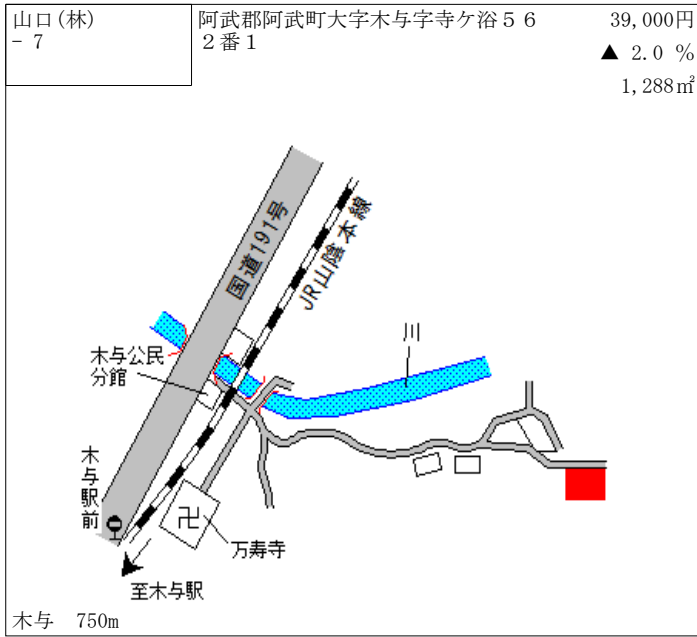 山口(林)
－7
阿武郡阿武町大字木与字寺ケ浴５６
２番１
39,000円
▲ 2.0 %
1,288㎡
国道191号
JR山陰本線
川
木与公民
分館
木与駅前
卍
万寿寺
至木与駅
木与 750m